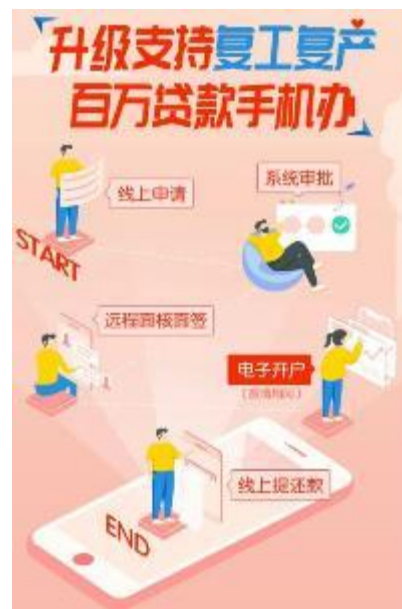 升级支持复工复产
百万贷款手机办
线上申请
START
系统审批
远程面核面签
电子开户
线上提还款
END